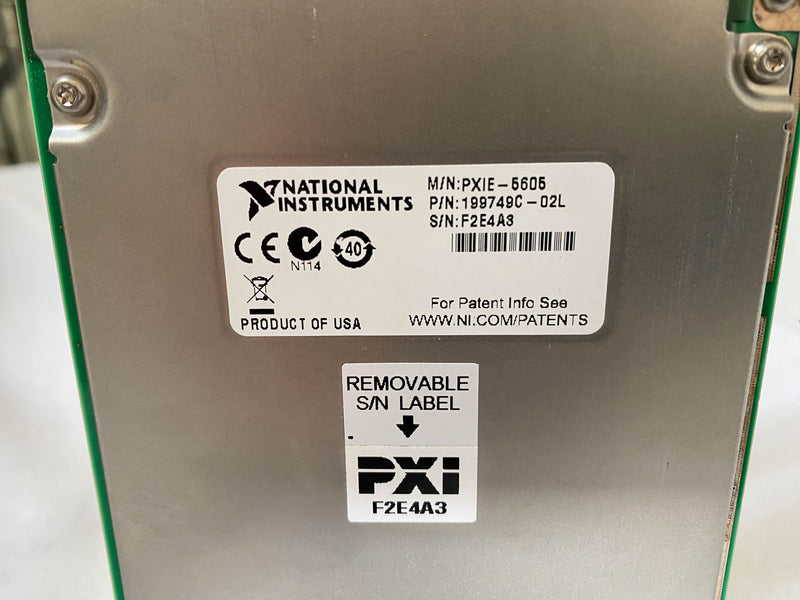 NATIONAL
INSTRUMENTS
M/N:PXIE-5605
P/N:199749C-02L
S/N:F2E4A3
CE
N114
40
PRODUCT OF USA
For Patent Info See
WWW.NI.COM/PATENTS
REMOVABLE
S/N LABEL
PXI
F2E4A3